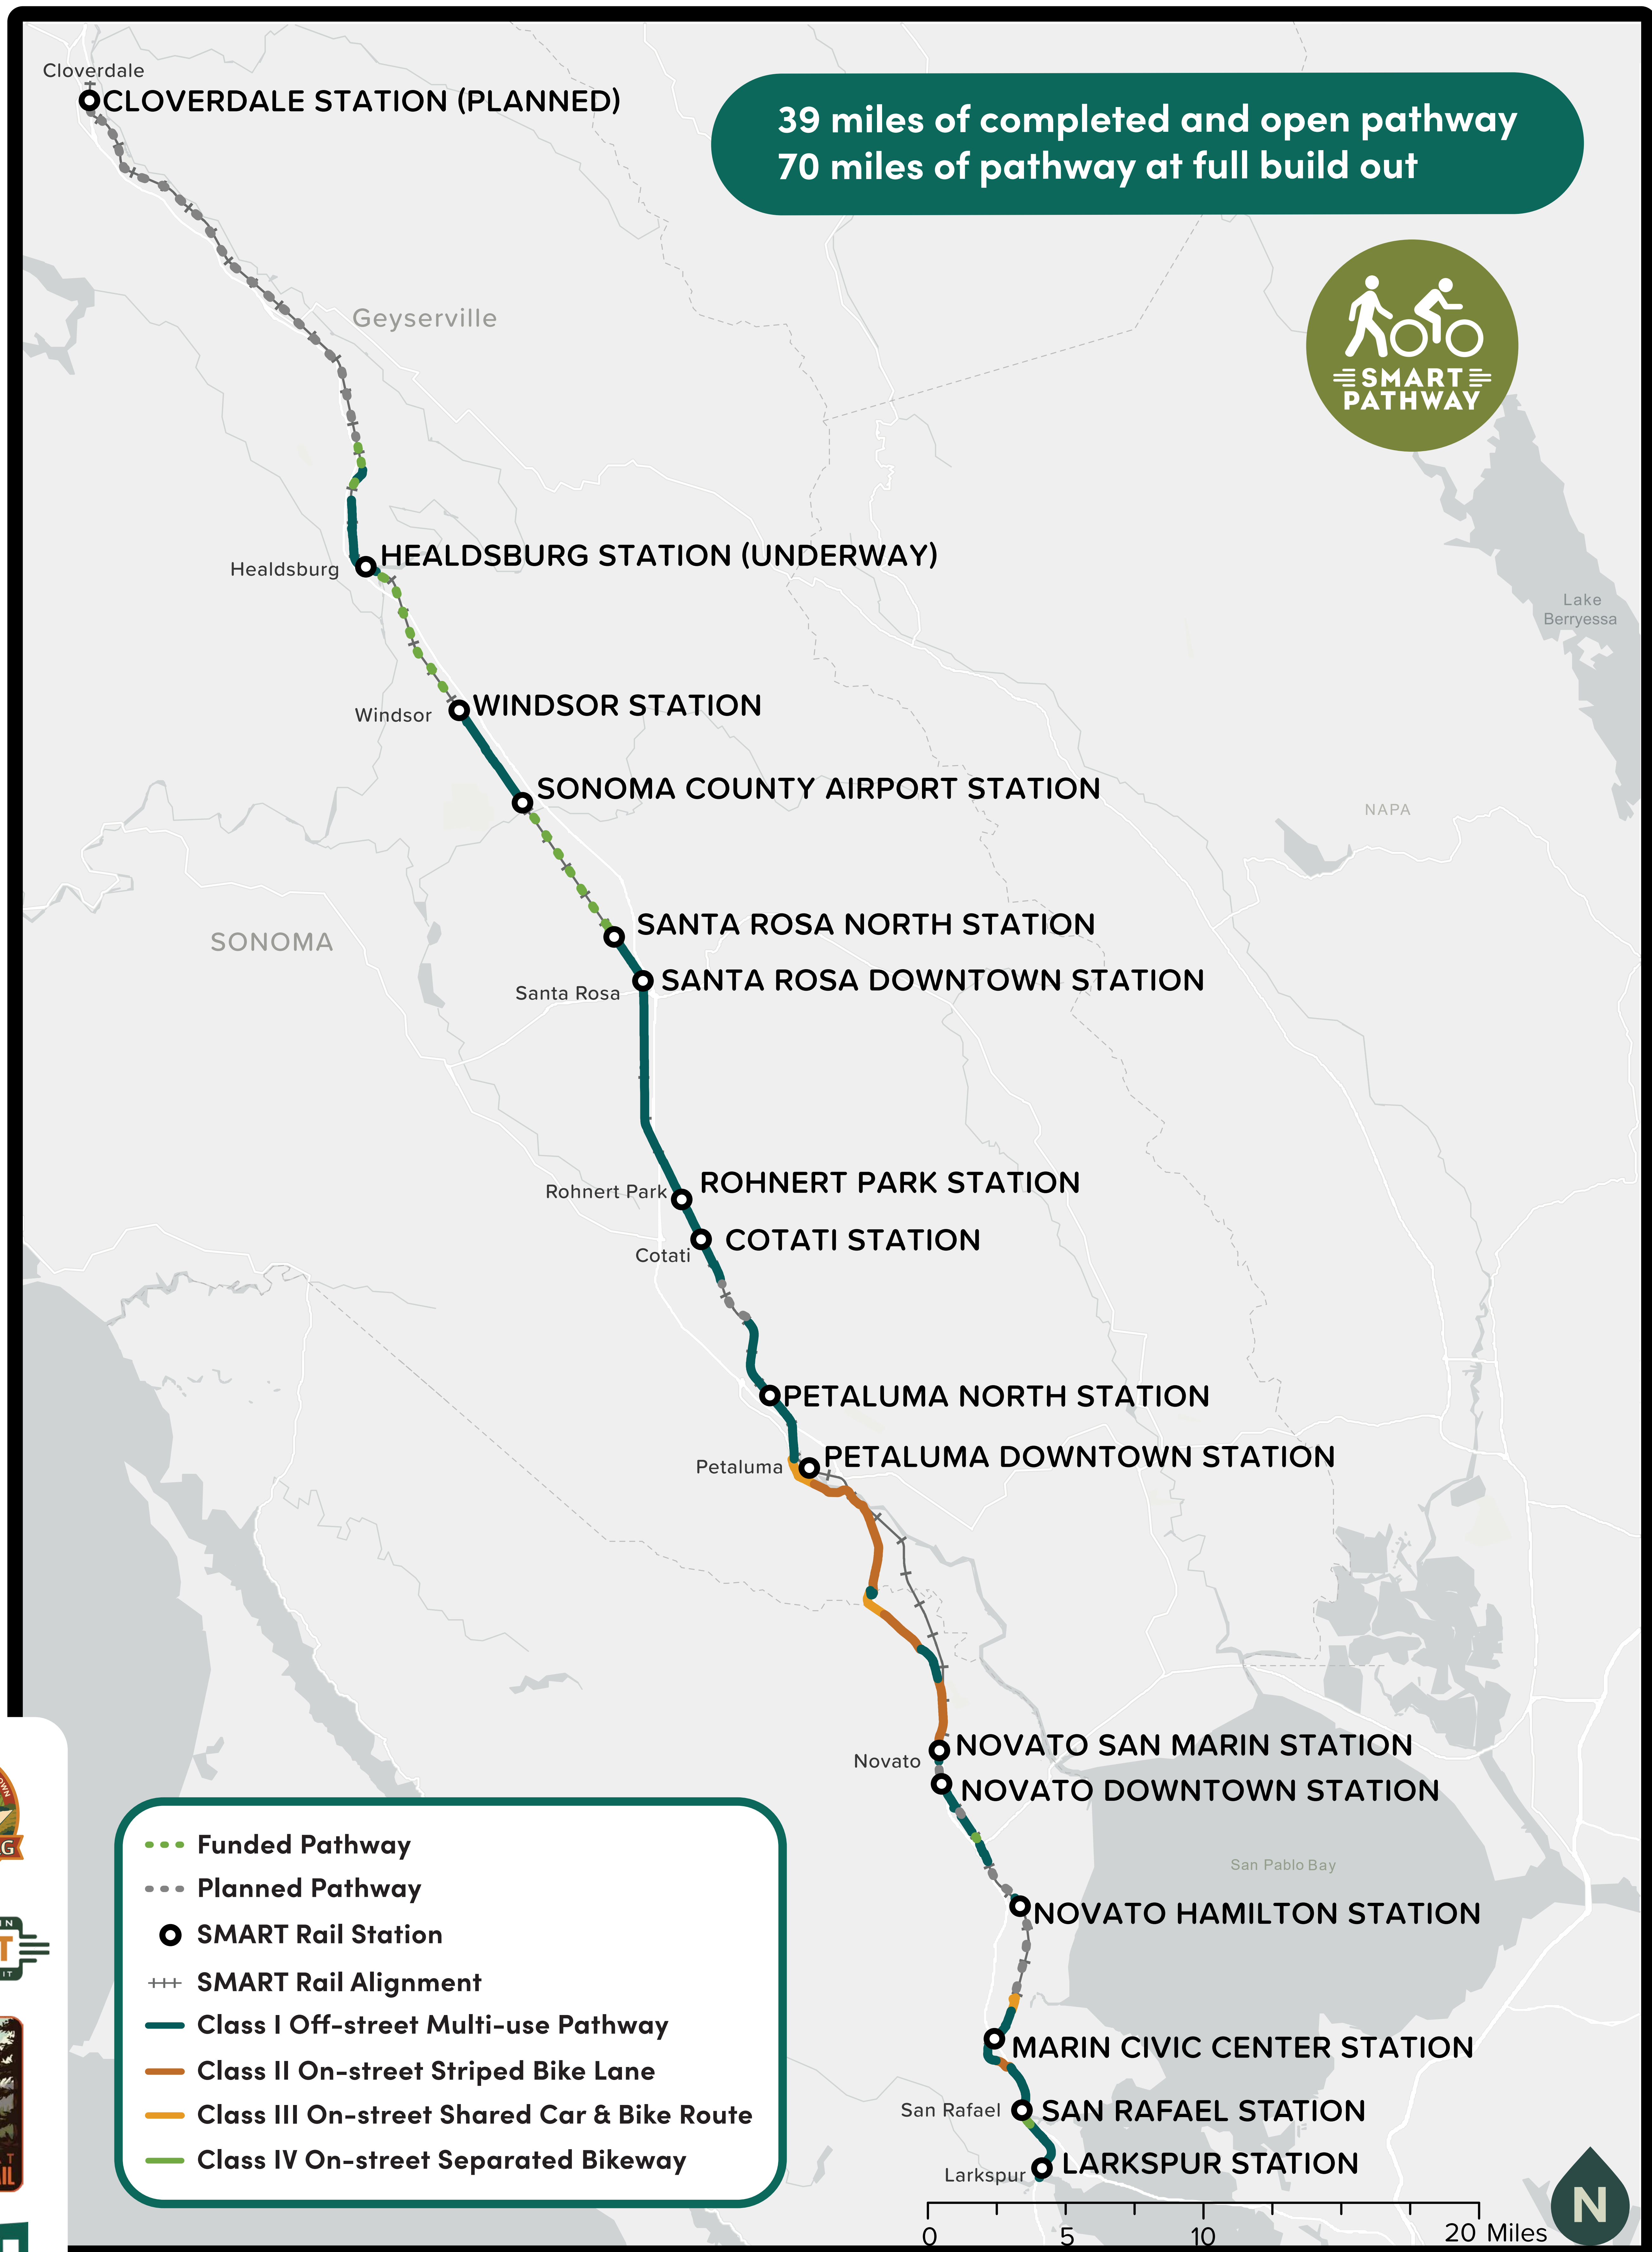 Cloverdale
CLOVERDALE STATION (PLANNED)
39 miles of completed and open pathway
70 miles of pathway at full build out
Geyserville
SMART
PATHWAY
HEALDSBURG STATION (UNDERWAY)
Healdsburg
Lake
Berryessa
WINDSOR STATION
Windsor
SONOMA COUNTY AIRPORT STATION
NAPA
SANTA ROSA NORTH STATION
SONOMA
SANTA ROSA DOWNTOWN STATION
Santa Rosa
ROHNERT PARK STATION
Rohnert Park
COTATI STATION
Cotati
PETALUMA NORTH STATION
PETALUMA DOWNTOWN STATION
Petaluma
NOVATO SAN MARIN STATION
Novato
NOVATO DOWNTOWN STATION
San Pablo Bay
NOVATO HAMILTON STATION
MARIN CIVIC CENTER STATION
San Rafael
SAN RAFAEL STATION
LARKSPUR STATION
Larkspur
Funded Pathway
Planned Pathway
SMART Rail Station
SMART Rail Alignment
Class I Off-street Multi-use Pathway
Class II On-street Striped Bike Lane
Class III On-street Shared Car & Bike Route
Class IV On-street Separated Bikeway
0 5 10 20 Miles
N